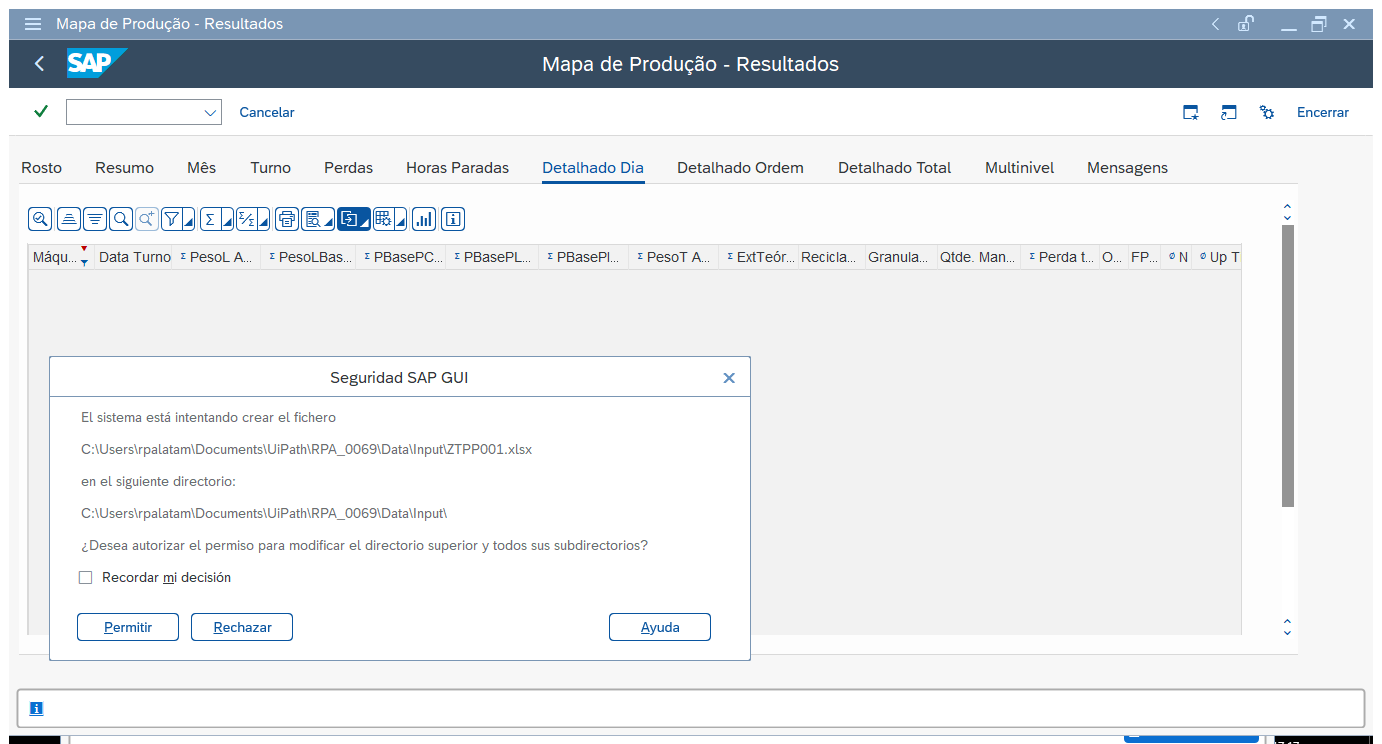 Mapa de Produção - Resultados
SAP
Mapa de Produção - Resultados
Cancelar
Encerrar
Rosto Resumo Mês Turno Perdas Horas Paradas Detalhado Dia Detalhado Ordem Detalhado Total Multinivel Mensagens
Máqu... Data Turno Σ PesoL A... Σ PesoLBas... Σ PBasePC... Σ PBasePL... Σ PBasePl... Σ PesoT A... Σ ExtTeór... Recicla... Granula... Qtde. Man... Σ Perda t... O... FP... Ø N Ø Up T
Seguridad SAP GUI
El sistema está intentando crear el fichero
C:\Users\rpalatam\Documents\UiPath\RPA_0069\Data\Input\ZTPP001.xlsx
en el siguiente directorio:
C:\Users\rpalatam\Documents\UiPath\RPA_0069\Data\Input\
¿Desea autorizar el permiso para modificar el directorio superior y todos sus subdirectorios?
Recordar mi decisión
Permitir Rechazar Ayuda